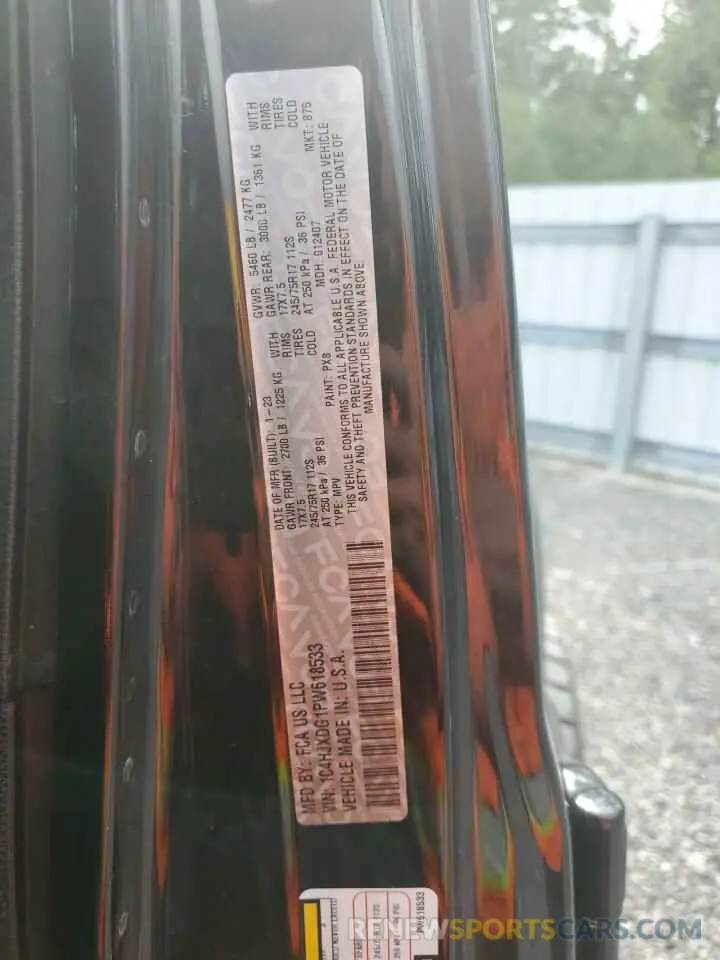 MFD BY: FCA US LLC
VIN: 1C4HJXDG1PW618533
VEHICLE MADE IN: U.S.A.
DATE OF MFR (BUILT): 1-23
GAWR FRONT 2700 LB / 1225 KG WITH
17X7.5 RIMS
245/75R17 112S TIRES
AT 250 kPa / 36 PSI COLD
TYPE: MPV PAINT: PX8
GVWR: 5460 LB / 2477 KG
GAWR REAR: 3000 LB / 1361 KG WITH
17X7.5 RIMS
245/75R17 112S TIRES
AT 250 kPa / 36 PSI COLD
MDH: 012407 MKT: 875
THIS VEHICLE CONFORMS TO ALL APPLICABLE U.S.A. FEDERAL MOTOR VEHICLE
SAFETY AND THEFT PREVENTION STANDARDS IN EFFECT ON THE DATE OF
MANUFACTURE SHOWN ABOVE.
FCA
PW618533
REVEALEDCARS.COM